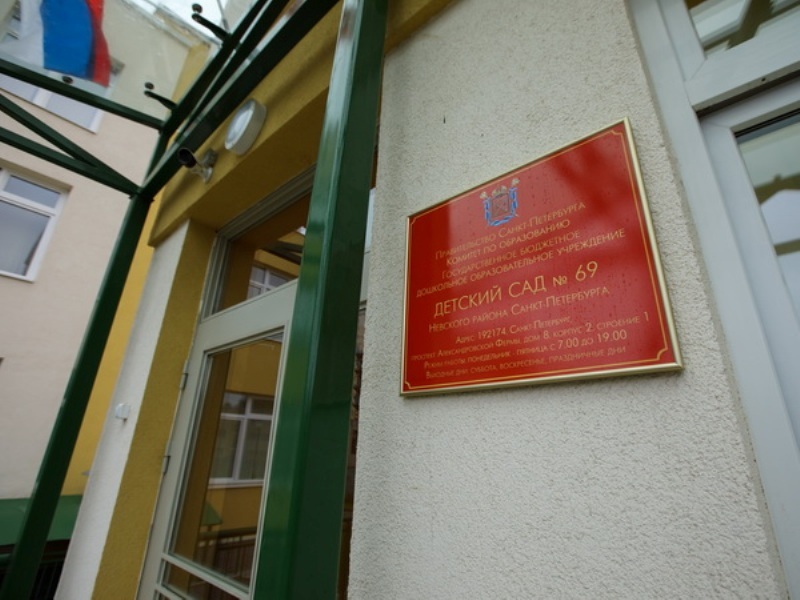 Правительство Санкт-Петербурга
Комитет по образованию
Государственное бюджетное
дошкольное образовательное учреждение
ДЕТСКИЙ САД № 69
Невского района Санкт-Петербурга
Адрес: 192174, Санкт-Петербург,
проспект Александровской Фермы, дом 8, корпус 2, строение 1
Режим работы: понедельник - пятница с 7.00 до 19.00
Выходные дни: суббота, воскресенье, праздничные дни